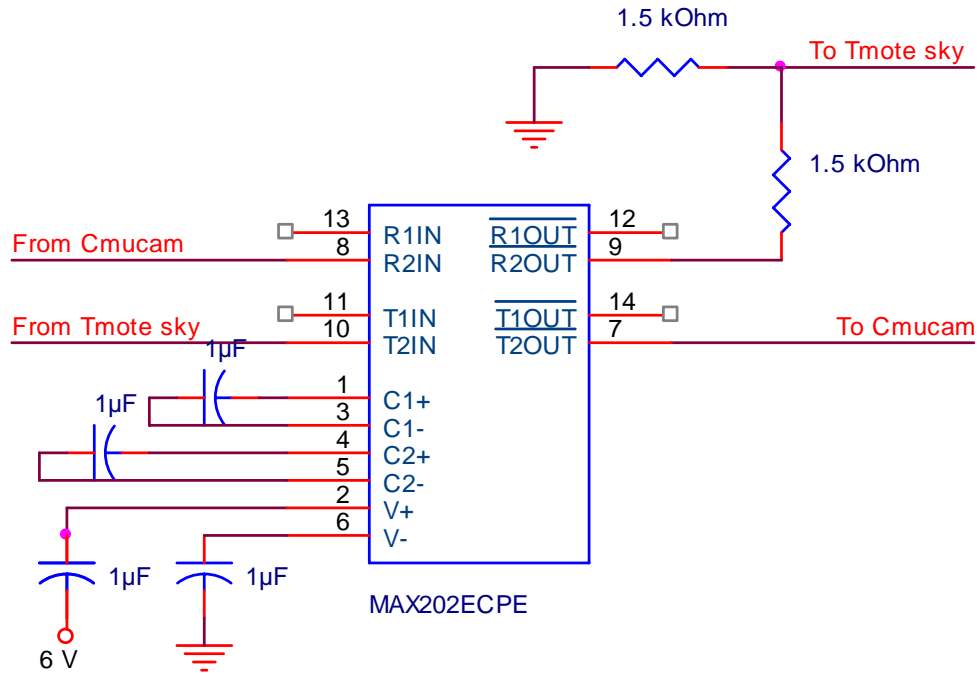 1.5 kOhm
To Tmote sky
1.5 kOhm
13 R1IN R1OUT 12
From Cmucam 8 R2IN R2OUT 9
11 T1IN T1OUT 14
From Tmote sky 10 T2IN T2OUT 7 To Cmucam
1µF
1 C1+
1µF
3 C1-
4 C2+
5 C2-
2 V+
6 V-
1µF 1µF
MAX202ECPE
6 V